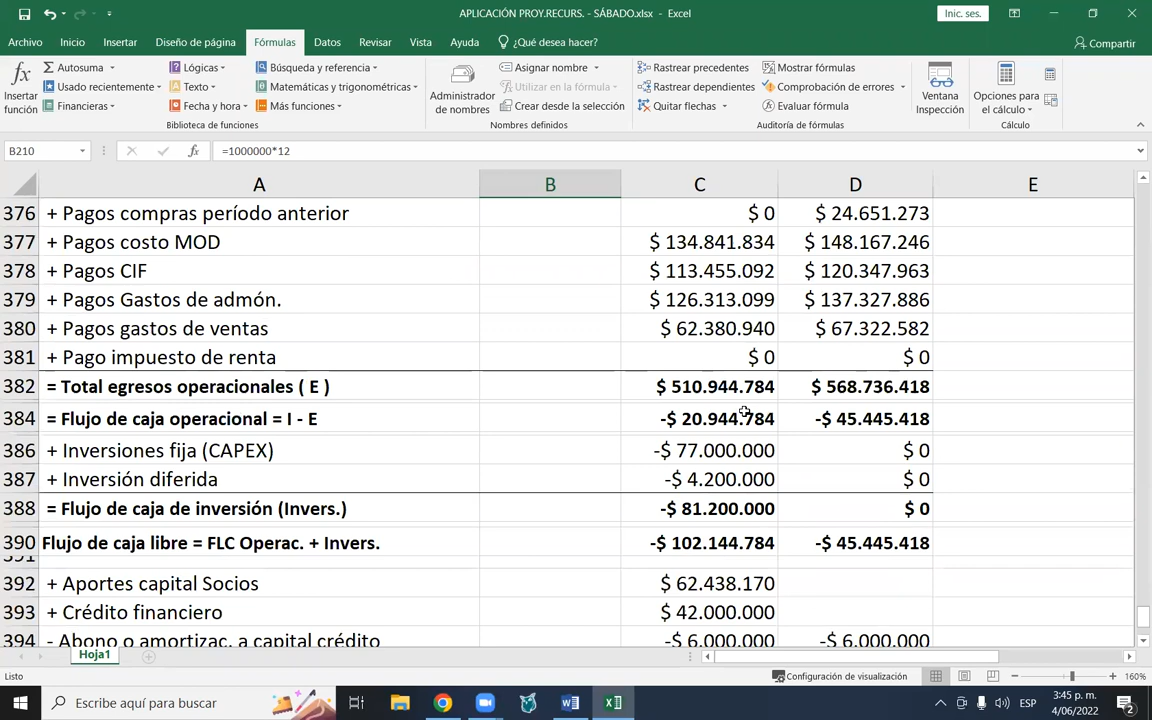 APLICACIÓN PROY.RECURS. - SÁBADO.xlsx - Excel
Inic. ses.
Archivo Inicio Insertar Diseño de página Fórmulas Datos Revisar Vista Ayuda ¿Qué desea hacer? Compartir
Insertar función
Autosuma
Usado recientemente
Financieras
Lógicas
Texto
Fecha y hora
Búsqueda y referencia
Matemáticas y trigonométricas
Más funciones
Biblioteca de funciones
Administrador de nombres
Asignar nombre
Utilizar en la fórmula
Crear desde la selección
Nombres definidos
Rastrear precedentes
Rastrear dependientes
Quitar flechas
Mostrar fórmulas
Comprobación de errores
Evaluar fórmula
Auditoría de fórmulas
Ventana Inspección
Opciones para el cálculo
Cálculo
B210 fx =1000000*12
A B C D E
376 + Pagos compras período anterior $ 0 $ 24.651.273
377 + Pagos costo MOD $ 134.841.834 $ 148.167.246
378 + Pagos CIF $ 113.455.092 $ 120.347.963
379 + Pagos Gastos de admón. $ 126.313.099 $ 137.327.886
380 + Pagos gastos de ventas $ 62.380.940 $ 67.322.582
381 + Pago impuesto de renta $ 0 $ 0
382 = Total egresos operacionales ( E ) $ 510.944.784 $ 568.736.418
384 = Flujo de caja operacional = I - E -$ 20.944.784 -$ 45.445.418
386 + Inversiones fija (CAPEX) -$ 77.000.000 $ 0
387 + Inversión diferida -$ 4.200.000 $ 0
388 = Flujo de caja de inversión (Invers.) -$ 81.200.000 $ 0
390 Flujo de caja libre = FLC Operac. + Invers. -$ 102.144.784 -$ 45.445.418
391
392 + Aportes capital Socios $ 62.438.170
393 + Crédito financiero $ 42.000.000
394 - Abono o amortizac. a capital crédito -$ 6.000.000 -$ 6.000.000
Hoja1
Listo Configuración de visualización 160%
Escribe aquí para buscar
ESP
3:45 p. m.
4/06/2022
2